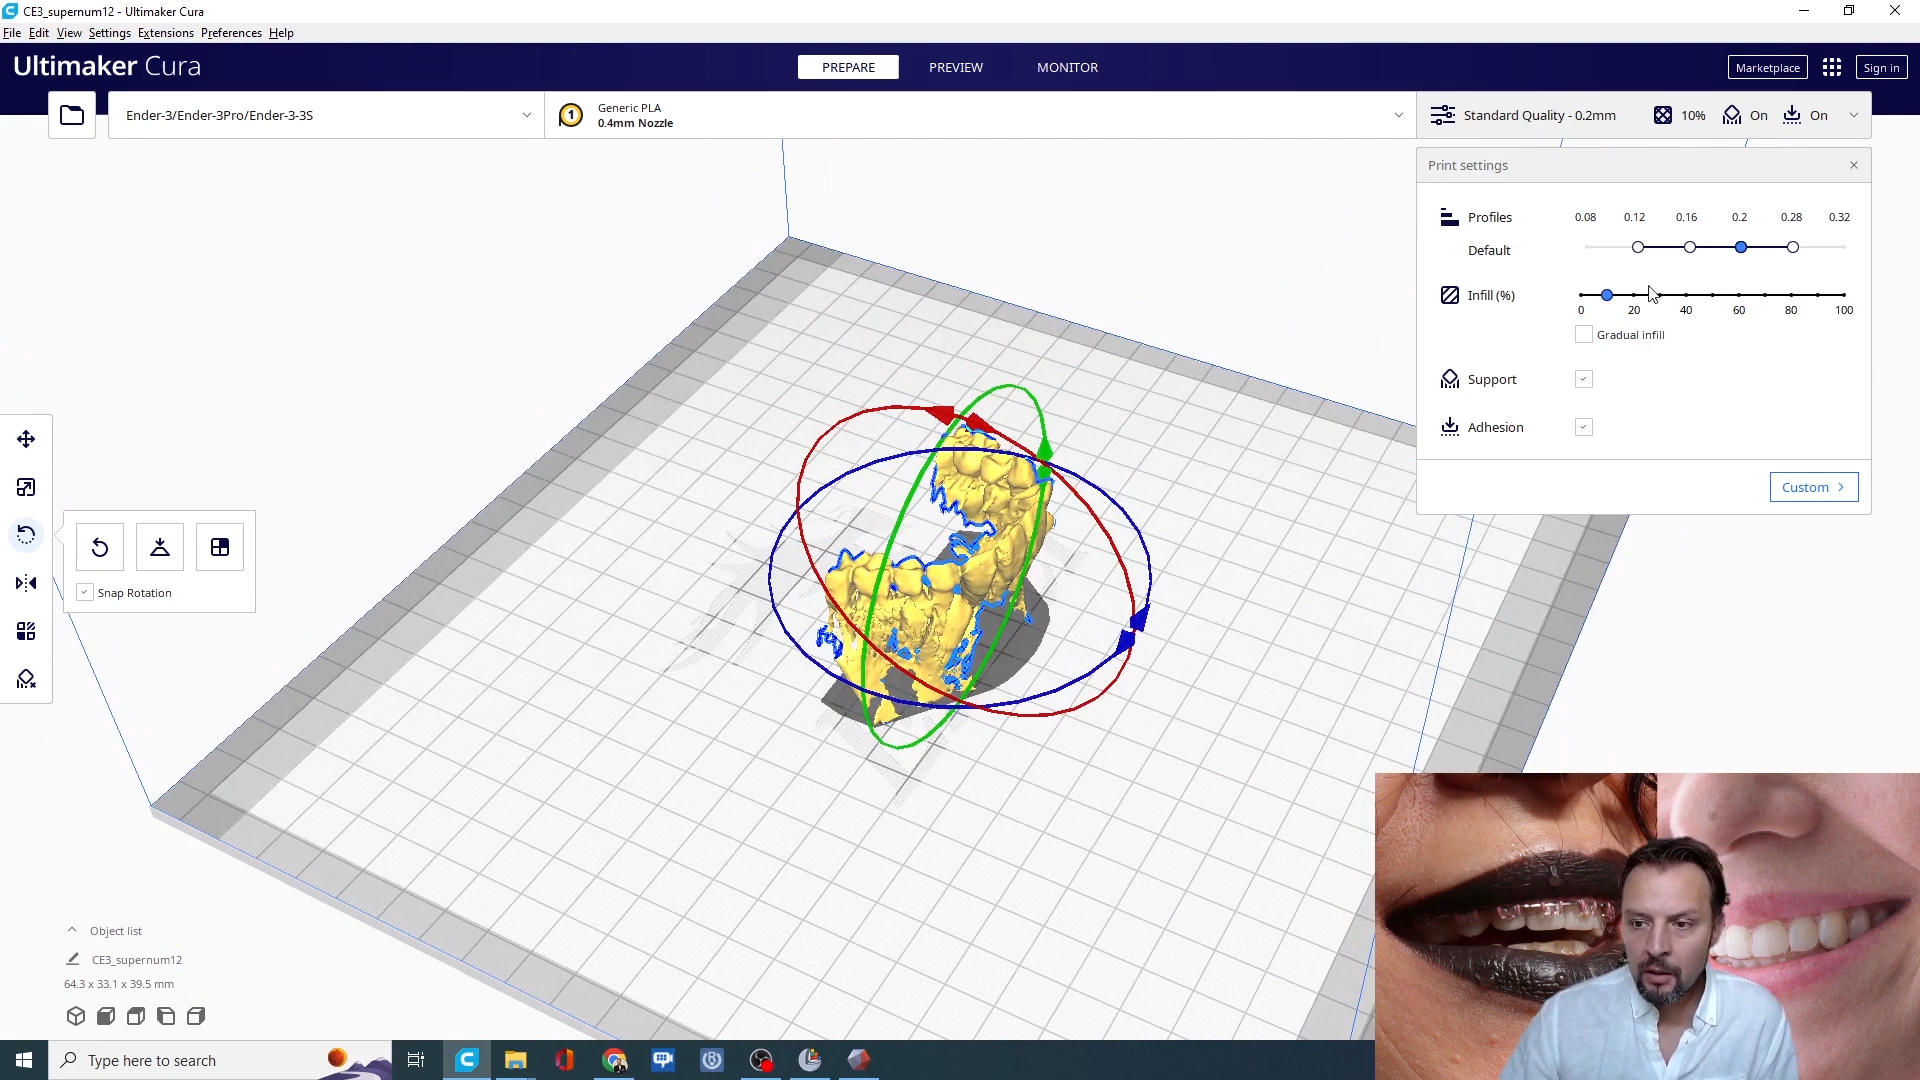 CE3_supernum12 - Ultimaker Cura
File Edit View Settings Extensions Preferences Help
Ultimaker Cura
PREPARE PREVIEW MONITOR
Marketplace Sign in
Ender-3/Ender-3Pro/Ender-3-3S
1
Generic PLA
0.4mm Nozzle
Standard Quality - 0.2mm 10% On On
Print settings
Profiles 0.08 0.12 0.16 0.2 0.28 0.32
Default
Infill (%)
0 20 40 60 80 100
Gradual infill
Support
Adhesion
Custom
Snap Rotation
Object list
CE3_supernum12
64.3 x 33.1 x 39.5 mm
Type here to search